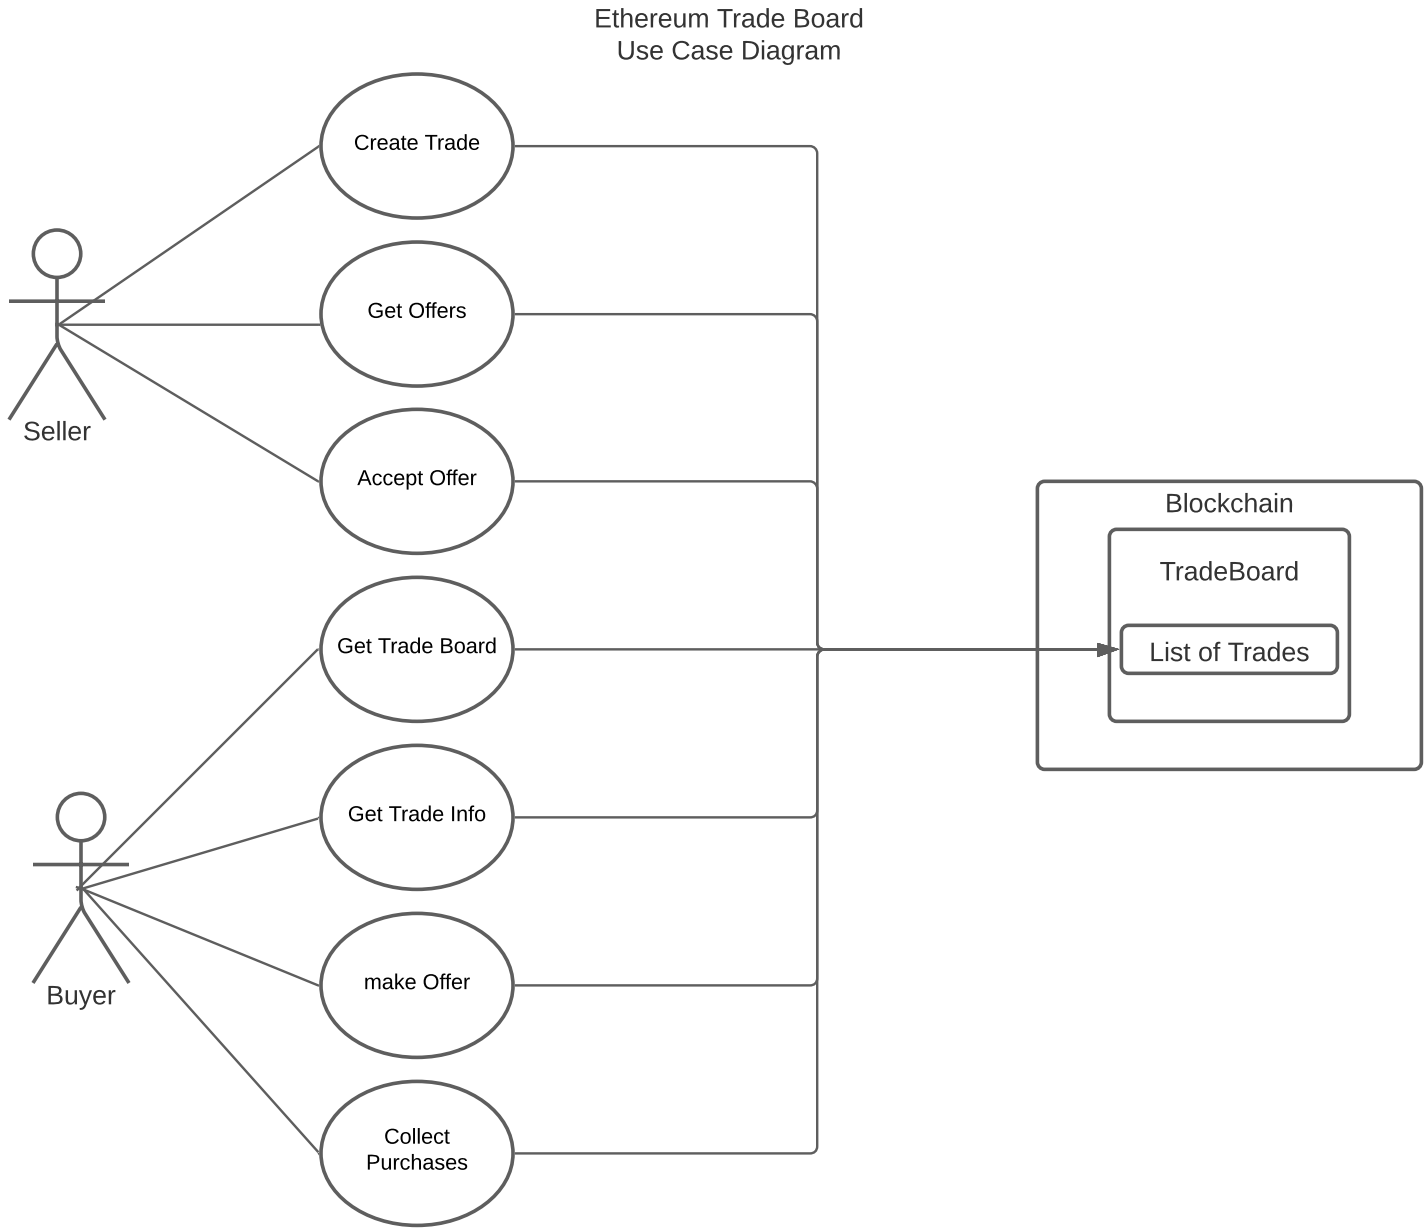 Ethereum Trade Board
Use Case Diagram
Create Trade
Get Offers
Accept Offer
Seller
Get Trade Board
Get Trade Info
make Offer
Collect
Purchases
Buyer
Blockchain
TradeBoard
List of Trades